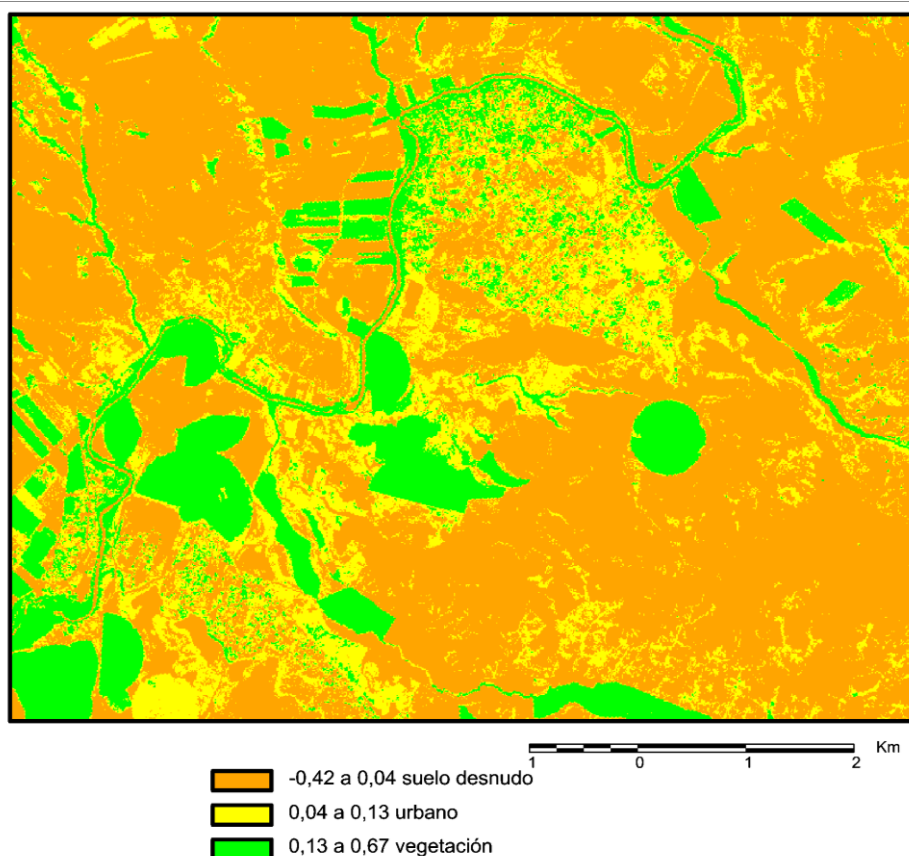 Km
1 0 1 2
-0,42 a 0,04 suelo desnudo
0,04 a 0,13 urbano
0,13 a 0,67 vegetación